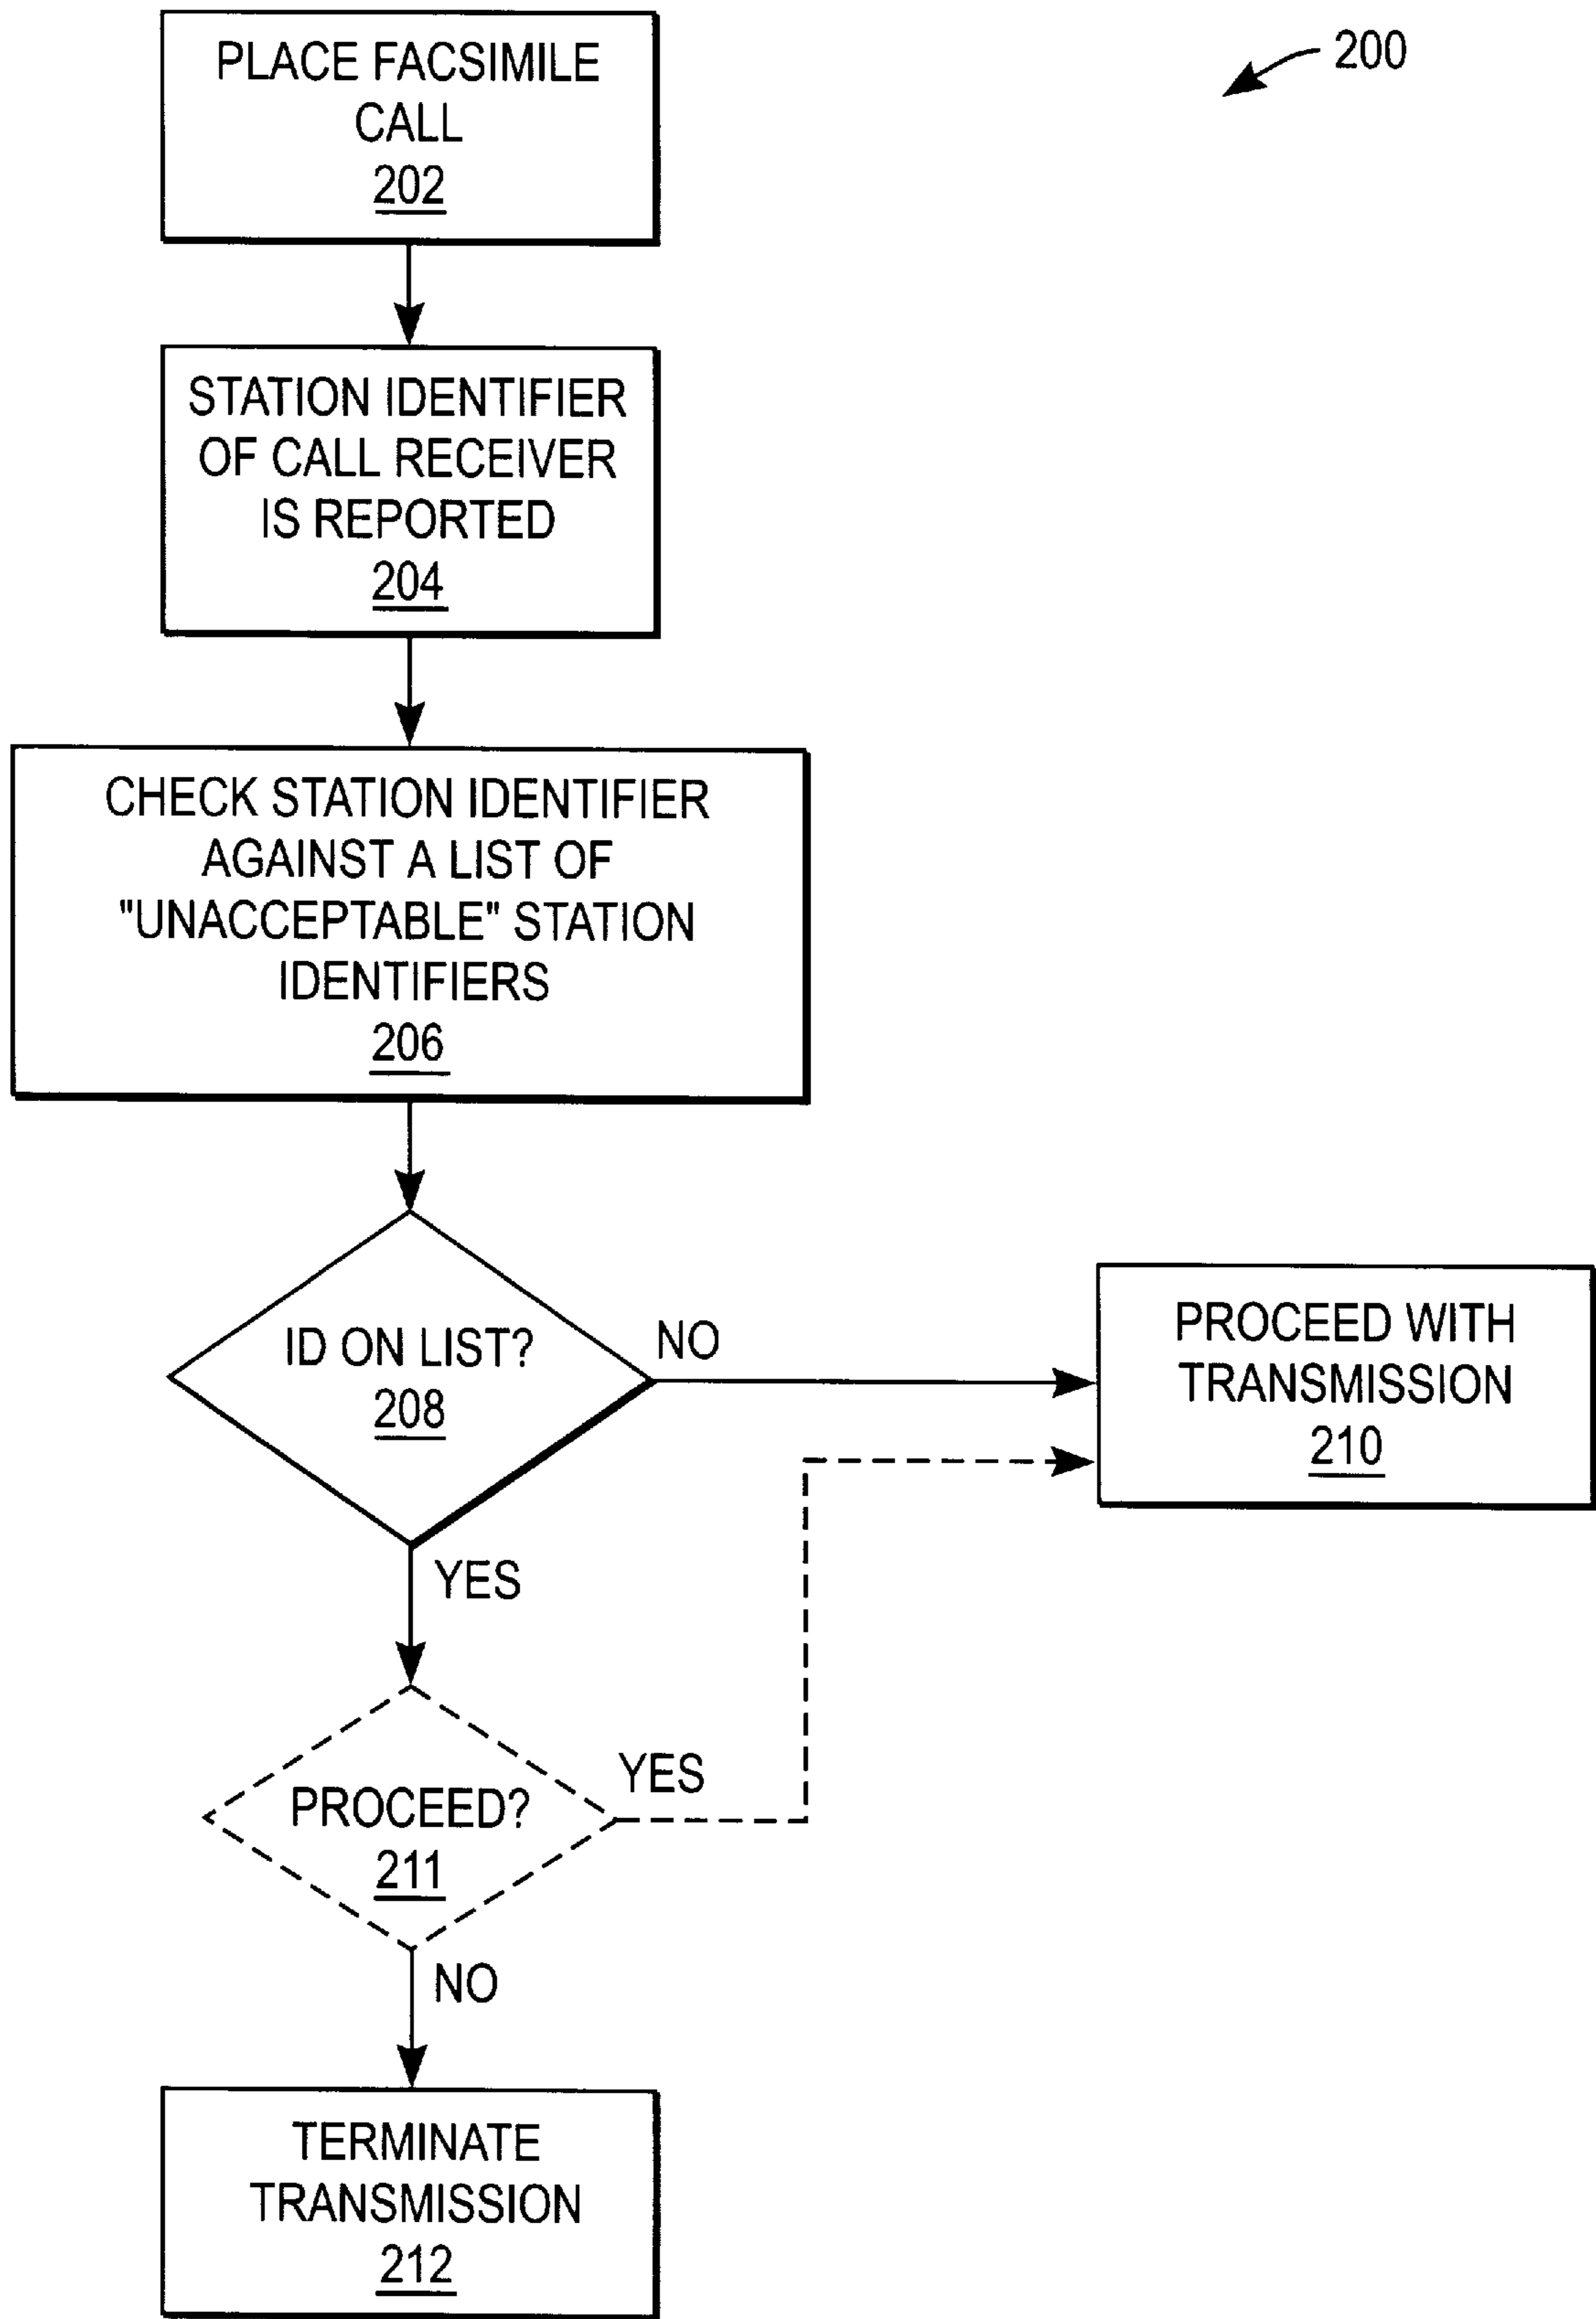 200
PLACE FACSIMILE
CALL
202
STATION IDENTIFIER
OF CALL RECEIVER
IS REPORTED
204
CHECK STATION IDENTIFIER
AGAINST A LIST OF
"UNACCEPTABLE" STATION
IDENTIFIERS
206
ID ON LIST?
208
NO
PROCEED WITH
TRANSMISSION
210
YES
PROCEED?
211
YES
NO
TERMINATE
TRANSMISSION
212